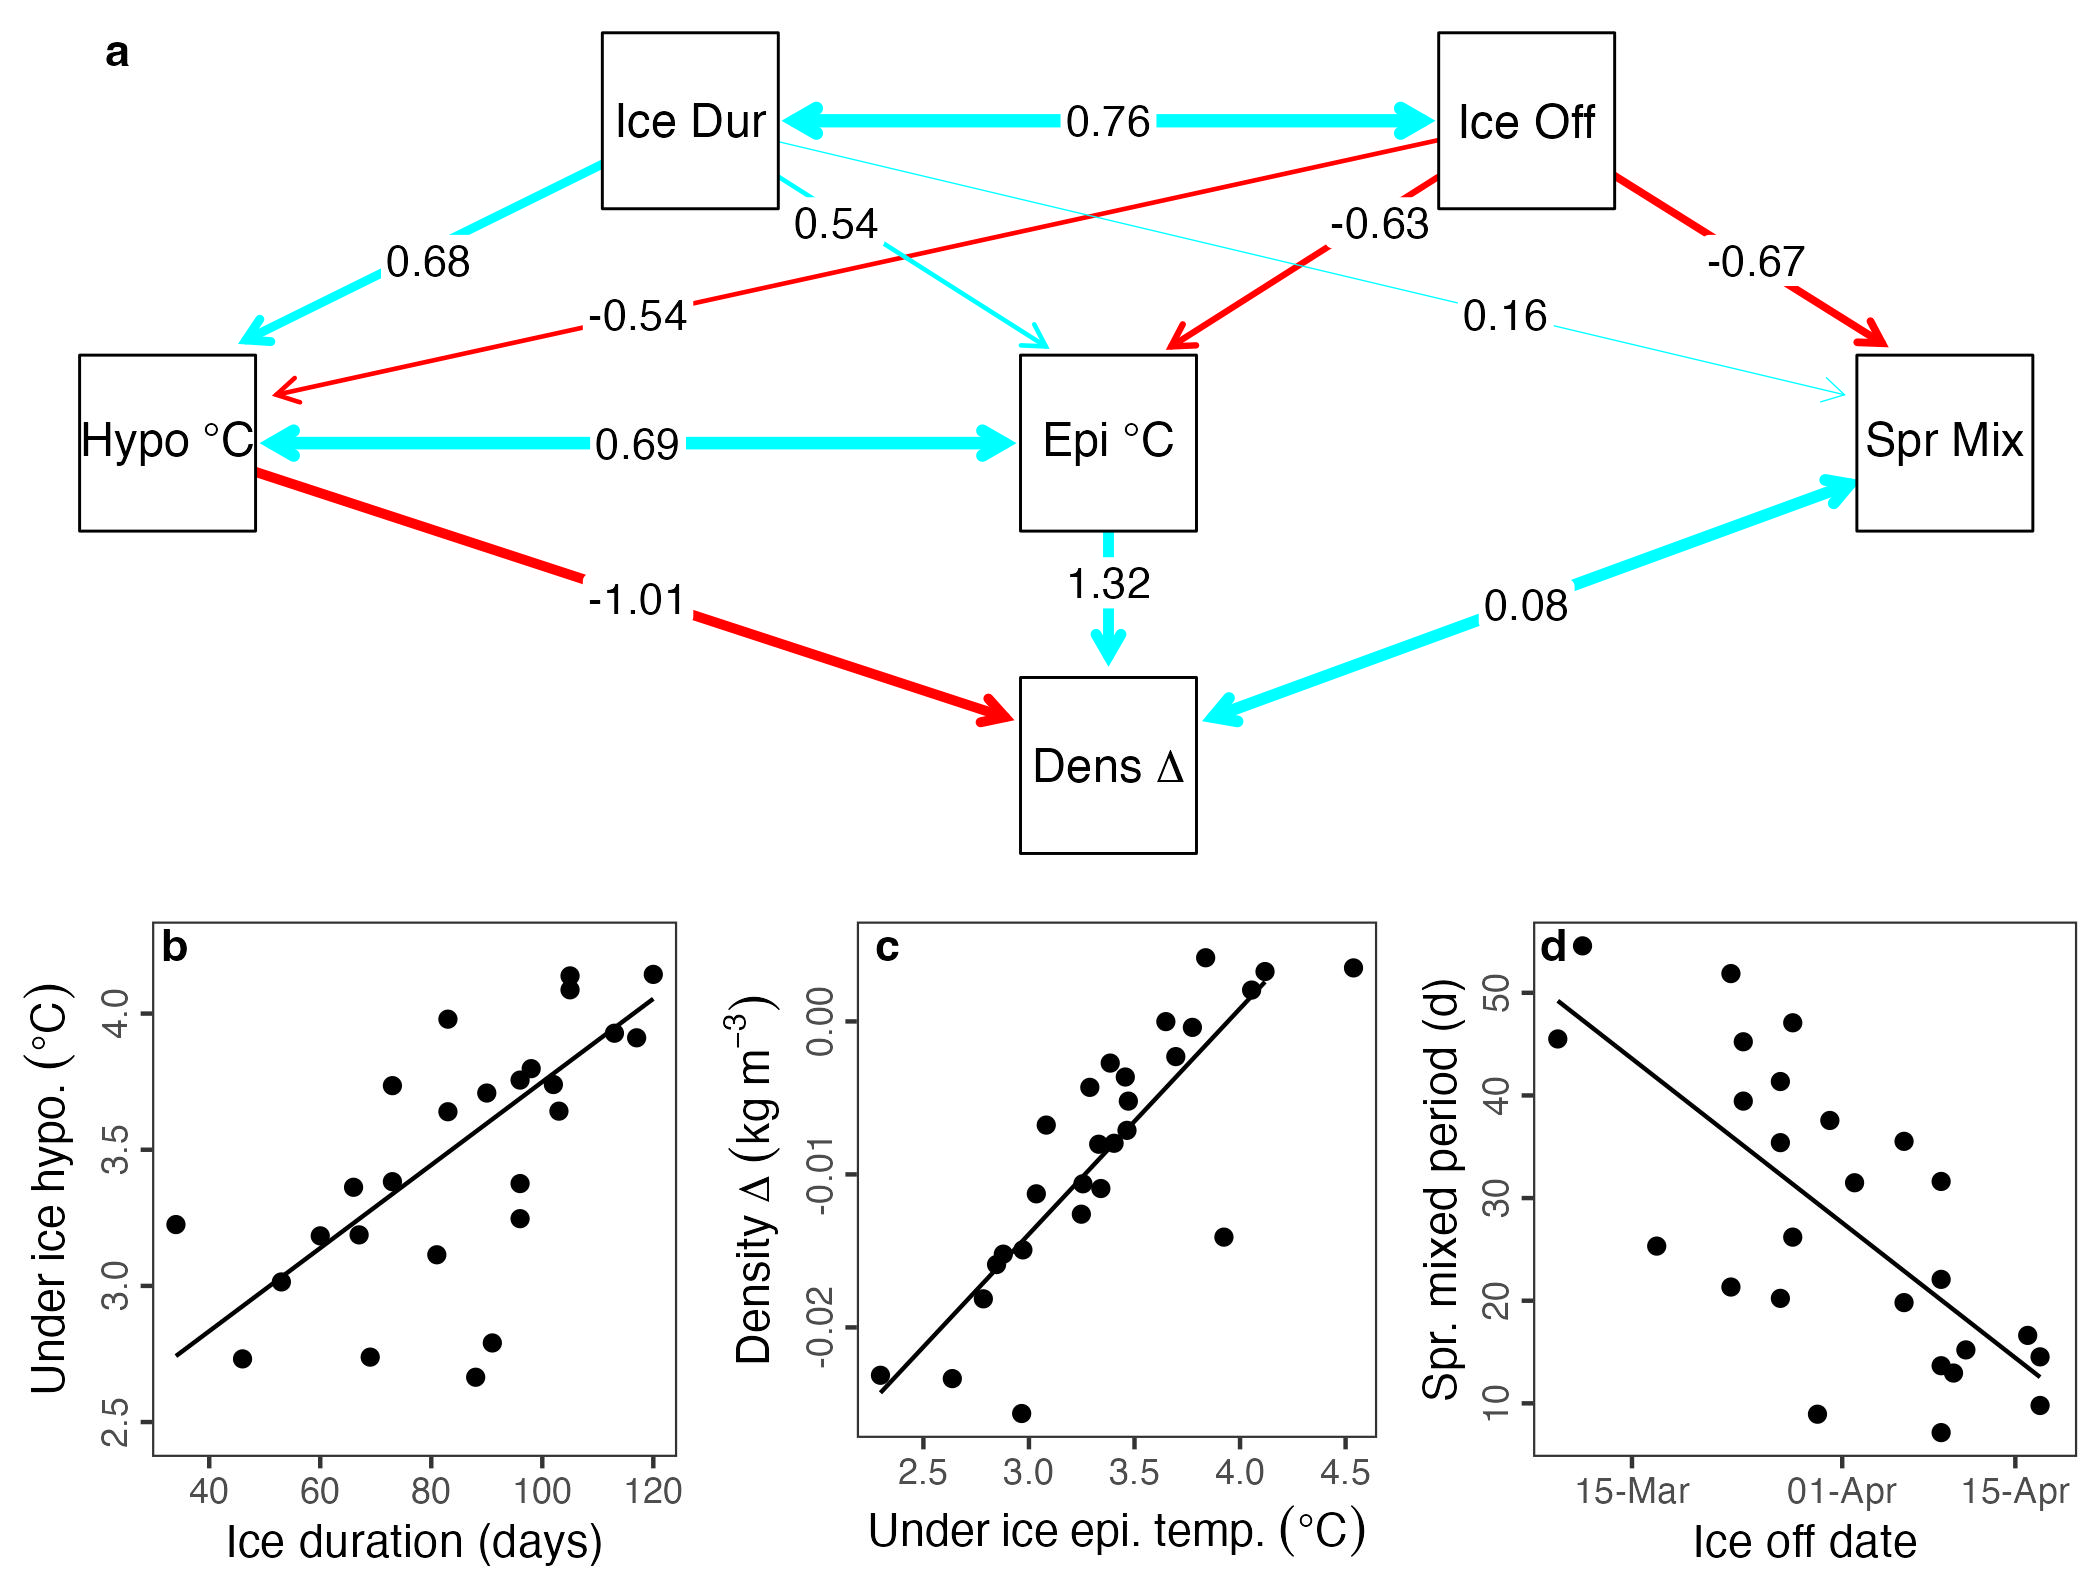 a
Ice Dur
0.76
Ice Off
0.68
0.54
-0.63
-0.67
-0.54
0.16
Hypo °C
0.69
Epi °C
Spr Mix
-1.01
1.32
0.08
Dens Δ
b
Under ice hypo. (°C)
4.0
3.5
3.0
2.5
40 60 80 100 120
Ice duration (days)
c
Density Δ (kg m⁻³)
0.00
-0.01
-0.02
2.5 3.0 3.5 4.0 4.5
Under ice epi. temp. (°C)
d
Spr. mixed period (d)
50
40
30
20
10
15-Mar 01-Apr 15-Apr
Ice off date